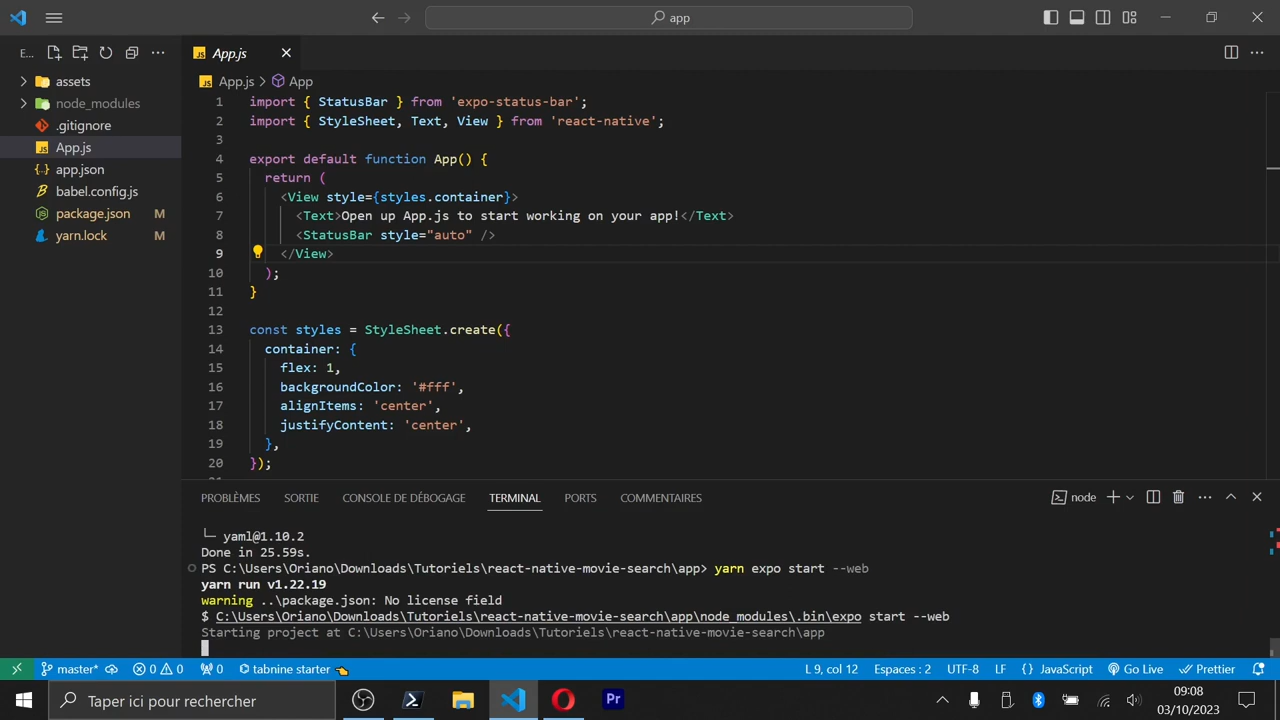 app
E...
App.js
assets
node_modules
.gitignore
App.js
app.json
babel.config.js
package.json M
yarn.lock M
App.js > App
1 import { StatusBar } from 'expo-status-bar';
2 import { StyleSheet, Text, View } from 'react-native';
3
4 export default function App() {
5 return (
6 <View style={styles.container}>
7 <Text>Open up App.js to start working on your app!</Text>
8 <StatusBar style="auto" />
9 </View>
10 );
11 }
12
13 const styles = StyleSheet.create({
14 container: {
15 flex: 1,
16 backgroundColor: '#fff',
17 alignItems: 'center',
18 justifyContent: 'center',
19 },
20 });
PROBLÈMES SORTIE CONSOLE DE DÉBOGAGE TERMINAL PORTS COMMENTAIRES node
└─ yaml@1.10.2
Done in 25.59s.
PS C:\Users\Oriano\Downloads\Tutoriels\react-native-movie-search\app> yarn expo start --web
yarn run v1.22.19
warning ..\package.json: No license field
$ C:\Users\Oriano\Downloads\Tutoriels\react-native-movie-search\app\node_modules\.bin\expo start --web
Starting project at C:\Users\Oriano\Downloads\Tutoriels\react-native-movie-search\app
master* 0 0 0 tabnine starter L 9, col 12 Espaces : 2 UTF-8 LF {} JavaScript Go Live Prettier
Taper ici pour rechercher
Pr
09:08
03/10/2023